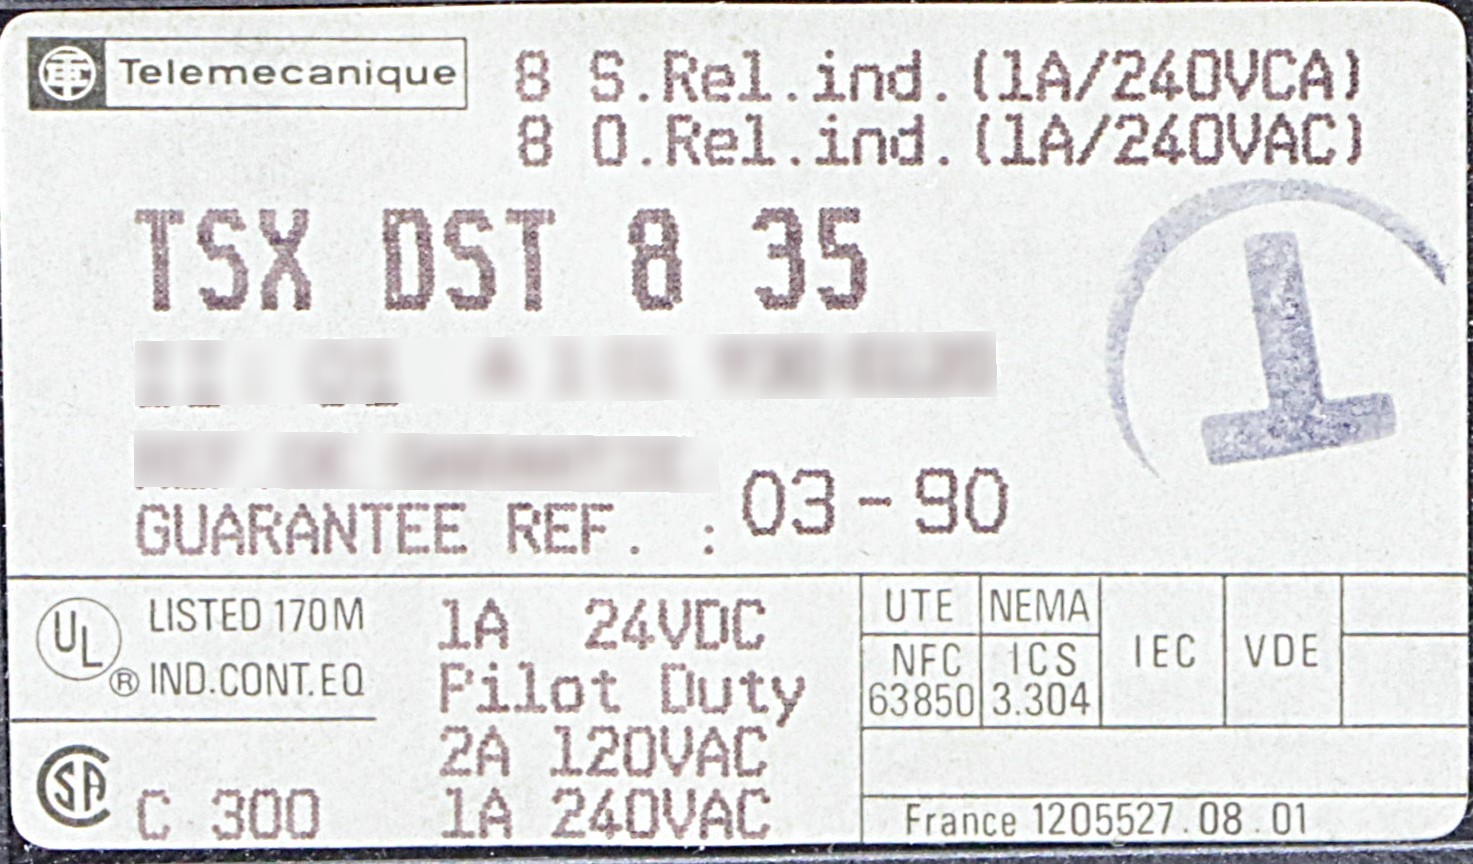 Telemecanique
8 S.Rel.ind.(1A/240VCA)
8 O.Rel.ind.(1A/240VAC)
TSX DST 8 35
GUARANTEE REF. : 03-90
UL ® LISTED 170M
IND.CONT.EQ
SA C 300
1A 24VDC
Pilot Duty
2A 120VAC
1A 240VAC
UTE NEMA IEC VDE
NFC 63850
ICS 3.304
France 1205527.08.01
T